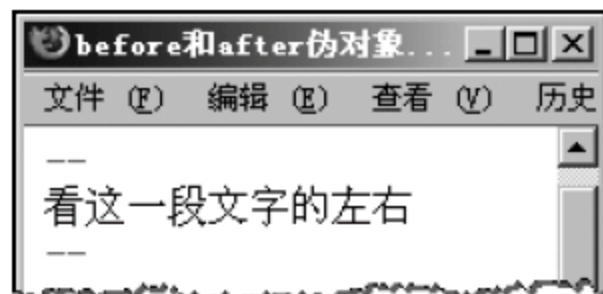 before和after伪对象...
文件 (F) 编辑 (E) 查看 (V) 历史
--
看这一段文字的左右
--